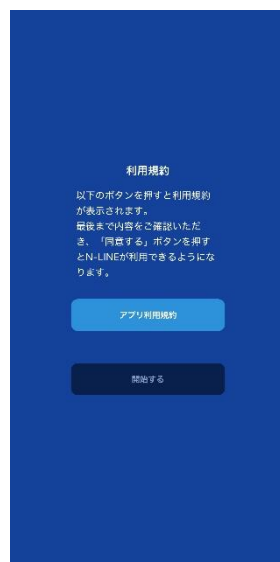 利用規約
以下のボタンを押すと利用規約
が表示されます。
最後まで内容をご確認いただ
き、「同意する」ボタンを押す
とN-LINEが利用できるようにな
ります。
アプリ利用規約
開始する